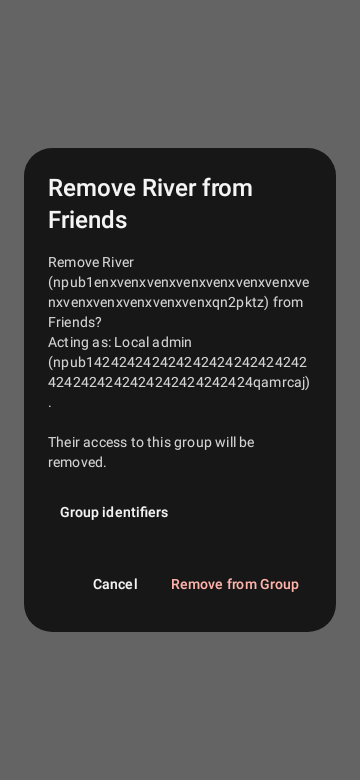 Remove River from
Friends
Remove River
(npub1enxvenxvenxvenxvenxvenxvenxve
nxvenxvenxvenxvenxvenxqn2pktz) from
Friends?
Acting as: Local admin
(npub142424242424242424242424242
4242424242424242424242424qamrcaj)
.
Their access to this group will be
removed.
Group identifiers
Cancel
Remove from Group